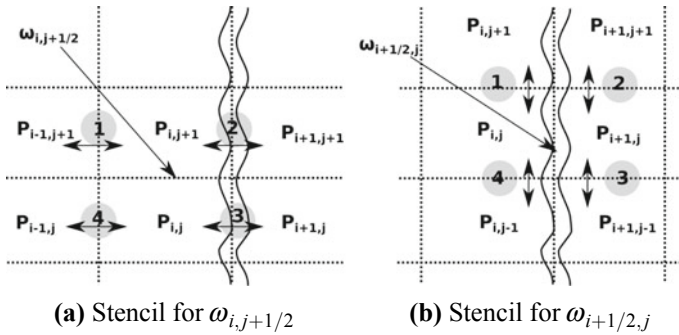 ω_{i,j+1/2}
1 2
P_{i-1,j+1} P_{i,j+1} P_{i+1,j+1}
4 3
P_{i-1,j} P_{i,j} P_{i+1,j}
(a) Stencil for ω_{i,j+1/2}
P_{i,j+1} P_{i+1,j+1}
ω_{i+1/2,j}
1 2
P_{i,j} P_{i+1,j}
4 3
P_{i,j-1} P_{i+1,j-1}
(b) Stencil for ω_{i+1/2,j}